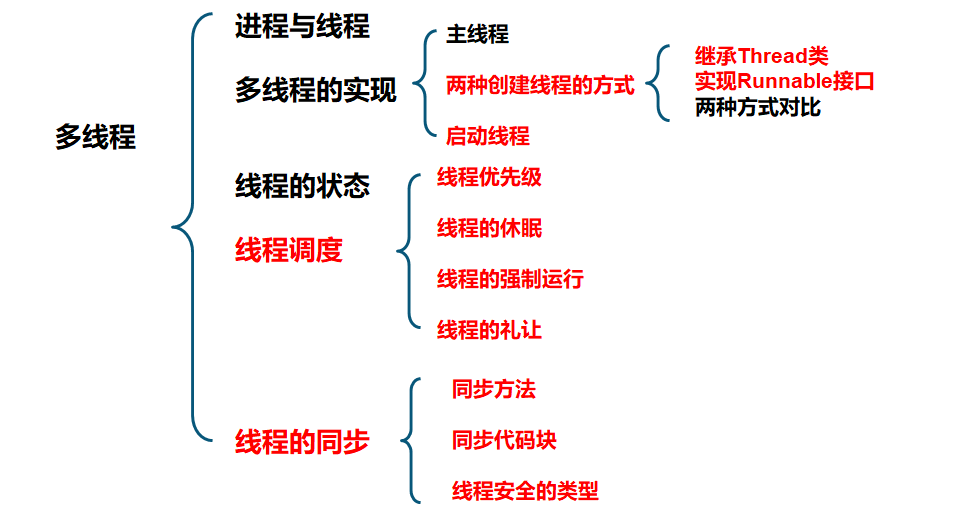 多线程
进程与线程
多线程的实现
主线程
两种创建线程的方式
继承Thread类
实现Runnable接口
两种方式对比
启动线程
线程的状态
线程调度
线程优先级
线程的休眠
线程的强制运行
线程的礼让
线程的同步
同步方法
同步代码块
线程安全的类型